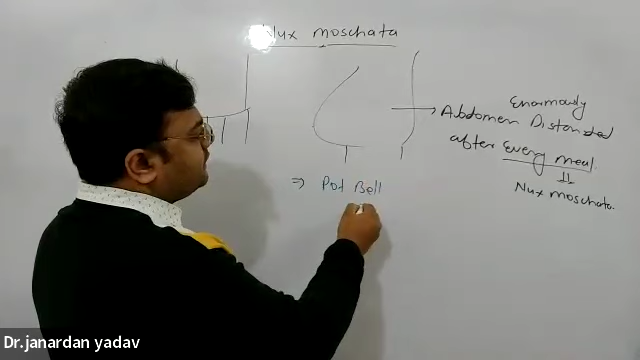 Nux moschata
Enormously
Abdomen Distended
after Every meal.
Nux moschata.
⇒ Pot Bell
Dr.janardan yadav